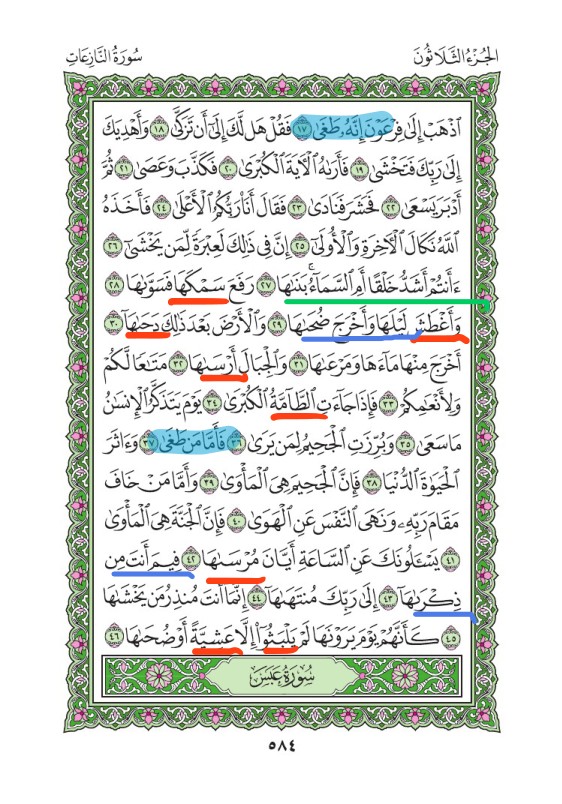 الجُزْءُ الثَّلَاثُونَ سُورَةُ النَّازِعَاتِ
ٱذْهَبْ إِلَىٰ فِرْعَوْنَ إِنَّهُۥ طَغَىٰ ١٧ فَقُلْ هَل لَّكَ إِلَىٰٓ أَن تَزَكَّىٰ ١٨ وَأَهْدِيَكَ
إِلَىٰ رَبِّكَ فَتَخْشَىٰ ١٩ فَأَرَىٰهُ ٱلْـَٔايَةَ ٱلْكُبْرَىٰ ٢٠ فَكَذَّبَ وَعَصَىٰ ٢١ ثُمَّ
أَدْبَرَ يَسْعَىٰ ٢٢ فَحَشَرَ فَنَادَىٰ ٢٣ فَقَالَ أَنَا۠ رَبُّكُمُ ٱلْأَعْلَىٰ ٢٤ فَأَخَذَهُ
ٱللَّهُ نَكَالَ ٱلْـَٔاخِرَةِ وَٱلْأُولَىٰٓ ٢٥ إِنَّ فِى ذَٰلِكَ لَعِبْرَةً لِّمَن يَخْشَىٰٓ ٢٦
ءَأَنتُمْ أَشَدُّ خَلْقًا أَمِ ٱلسَّمَآءُ ۚ بَنَىٰهَا ٢٧ رَفَعَ سَمْكَهَا فَسَوَّىٰهَا ٢٨
وَأَغْطَشَ لَيْلَهَا وَأَخْرَجَ ضُحَىٰهَا ٢٩ وَٱلْأَرْضَ بَعْدَ ذَٰلِكَ دَحَىٰهَآ ٣٠
أَخْرَجَ مِنْهَا مَآءَهَا وَمَرْعَىٰهَا ٣١ وَٱلْجِبَالَ أَرْسَىٰهَا ٣٢ مَتَـٰعًا لَّكُمْ
وَلِأَنْعَـٰمِكُمْ ٣٣ فَإِذَا جَآءَتِ ٱلطَّآمَّةُ ٱلْكُبْرَىٰ ٣٤ يَوْمَ يَتَذَكَّرُ ٱلْإِنسَـٰنُ
مَا سَعَىٰ ٣٥ وَبُرِّزَتِ ٱلْجَحِيمُ لِمَن يَرَىٰ ٣٦ فَأَمَّا مَن طَغَىٰ ٣٧ وَءَاثَرَ
ٱلْحَيَوٰةَ ٱلدُّنْيَا ٣٨ فَإِنَّ ٱلْجَحِيمَ هِىَ ٱلْمَأْوَىٰ ٣٩ وَأَمَّا مَنْ خَافَ
مَقَامَ رَبِّهِۦ وَنَهَى ٱلنَّفْسَ عَنِ ٱلْهَوَىٰ ٤٠ فَإِنَّ ٱلْجَنَّةَ هِىَ ٱلْمَأْوَىٰ
٤١ يَسْـَٔلُونَكَ عَنِ ٱلسَّاعَةِ أَيَّانَ مُرْسَىٰهَا ٤٢ فِيمَ أَنتَ مِن
ذِكْرَىٰهَآ ٤٣ إِلَىٰ رَبِّكَ مُنتَهَىٰهَآ ٤٤ إِنَّمَآ أَنتَ مُنذِرُ مَن يَخْشَىٰهَا
٤٥ كَأَنَّهُمْ يَوْمَ يَرَوْنَهَا لَمْ يَلْبَثُوٓا۟ إِلَّا عَشِيَّةً أَوْ ضُحَىٰهَا ٤٦
سُورَةُ عَبَسَ
٥٨٤